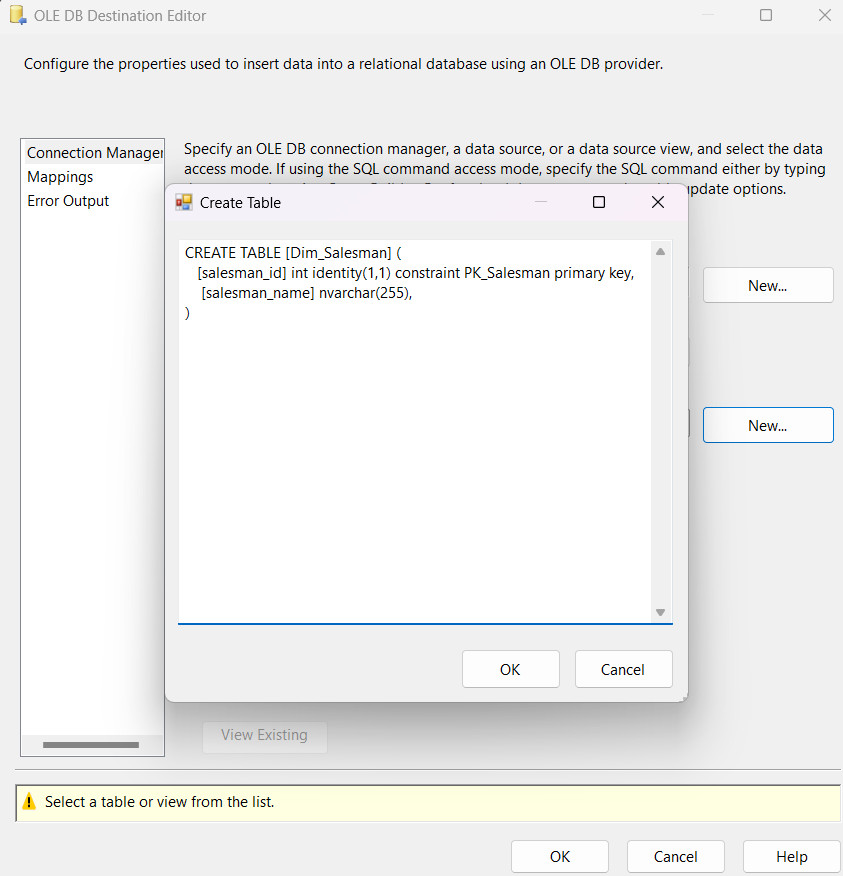 OLE DB Destination Editor
Configure the properties used to insert data into a relational database using an OLE DB provider.
Connection Manager
Mappings
Error Output
Specify an OLE DB connection manager, a data source, or a data source view, and select the data
access mode. If using the SQL command access mode, specify the SQL command either by typing
update options.
Create Table
CREATE TABLE [Dim_Salesman] (
[salesman_id] int identity(1,1) constraint PK_Salesman primary key,
[salesman_name] nvarchar(255),
)
New...
New...
OK
Cancel
View Existing
Select a table or view from the list.
OK
Cancel
Help